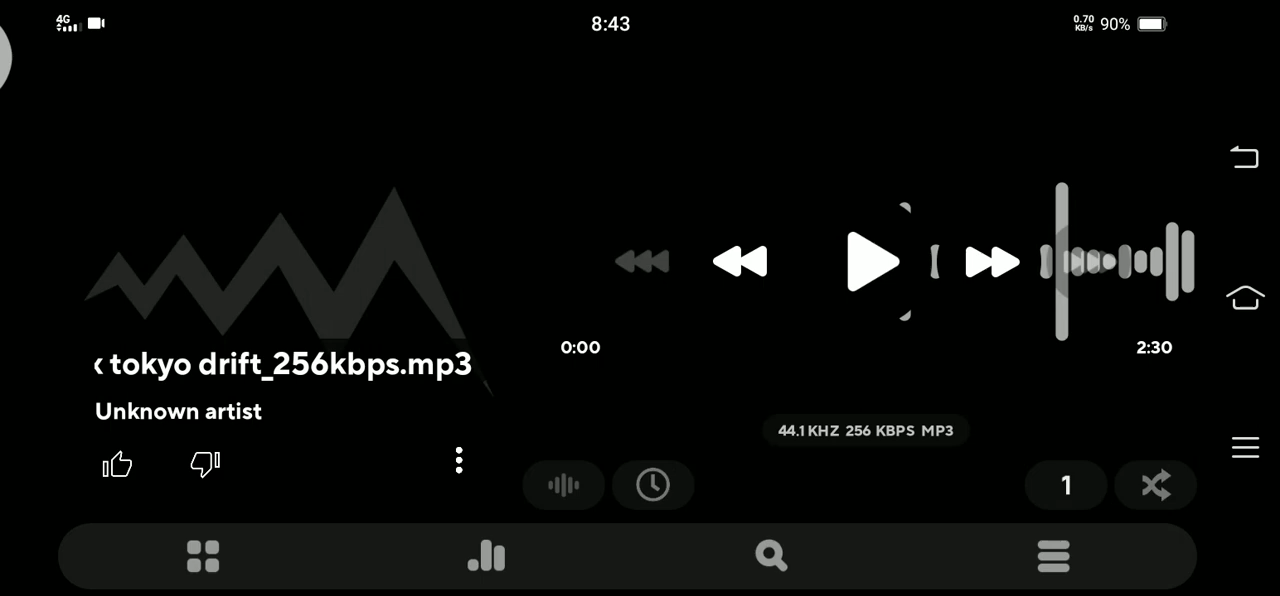 4G
8:43
0.70
KB/s
90%
tokyo drift_256kbps.mp3
Unknown artist
0:00
2:30
44.1 KHZ 256 KBPS MP3
1